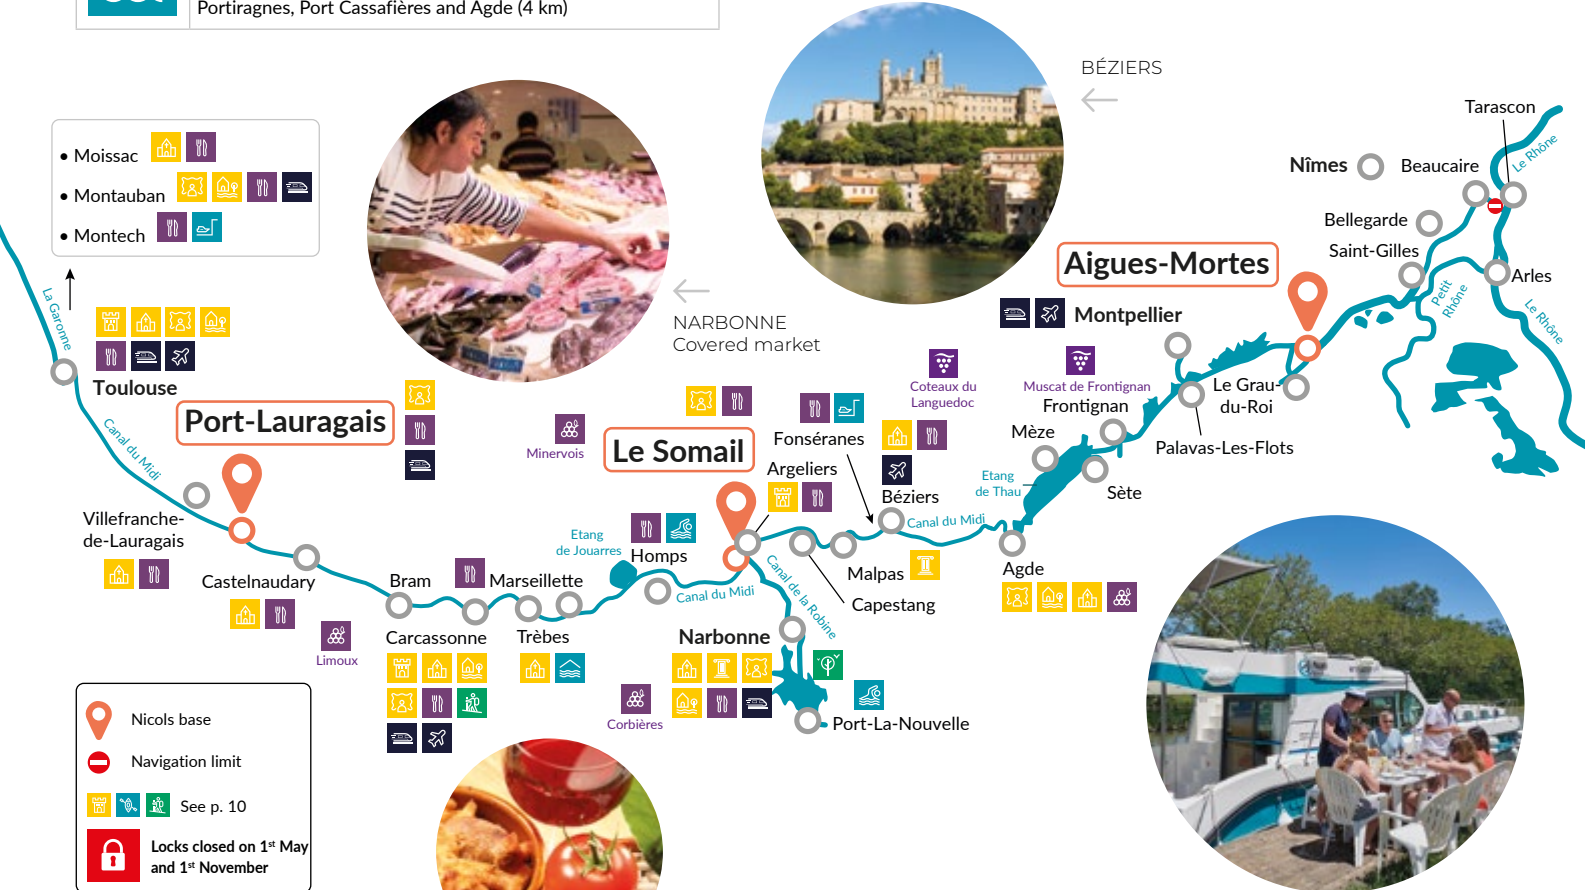 Portiragnes, Port Cassafières and Agde (4 km)
BÉZIERS
Tarascon
• Moissac
• Montauban
• Montech
Nîmes
Beaucaire
Le Rhône
Bellegarde
Saint-Gilles
Aigues-Mortes
Arles
Petit
Rhône
Le Rhône
La Garonne
NARBONNE
Covered market
Montpellier
Toulouse
Coteaux du
Languedoc
Muscat de Frontignan
Frontignan
Le Grau-
du-Roi
Port-Lauragais
Canal du Midi
Minervois
Le Somail
Fonséranes
Argeliers
Mèze
Palavas-Les-Flots
Etang
de Thau
Sète
Béziers
Canal du Midi
Villefranche-
de-Lauragais
Etang
de Jouarres
Homps
Castelnaudary
Bram
Marseillette
Canal du Midi
Canal de la Robine
Malpas
Capestang
Agde
Limoux
Carcassonne
Trèbes
Narbonne
Corbières
Port-La-Nouvelle
Nicols base
Navigation limit
See p. 10
Locks closed on 1st May
and 1st November